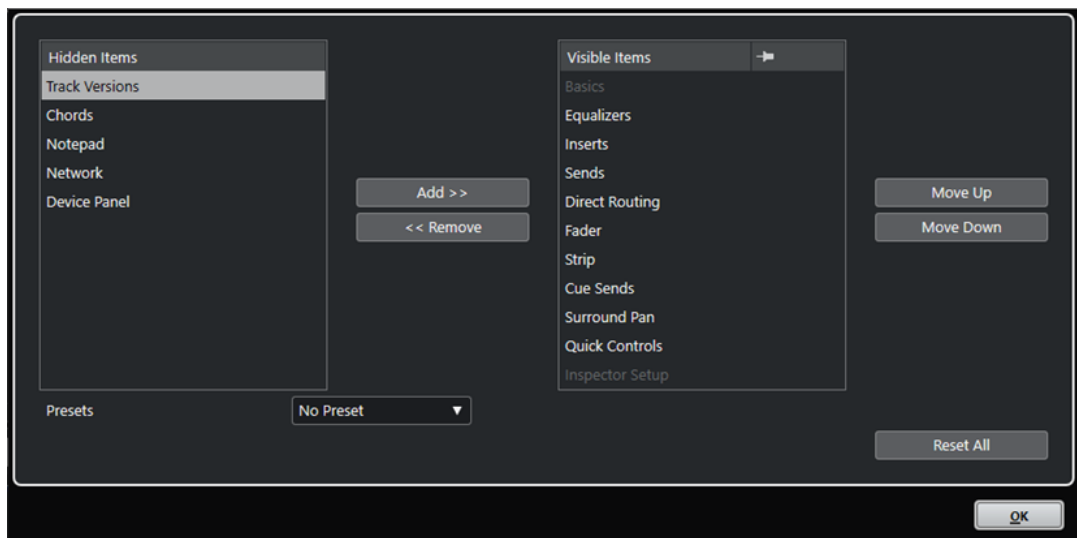 Hidden Items
Track Versions
Chords
Notepad
Network
Device Panel
Add >>
<< Remove
Visible Items
Basics
Equalizers
Inserts
Sends
Direct Routing
Fader
Strip
Cue Sends
Surround Pan
Quick Controls
Inspector Setup
Move Up
Move Down
Presets
No Preset
Reset All
OK